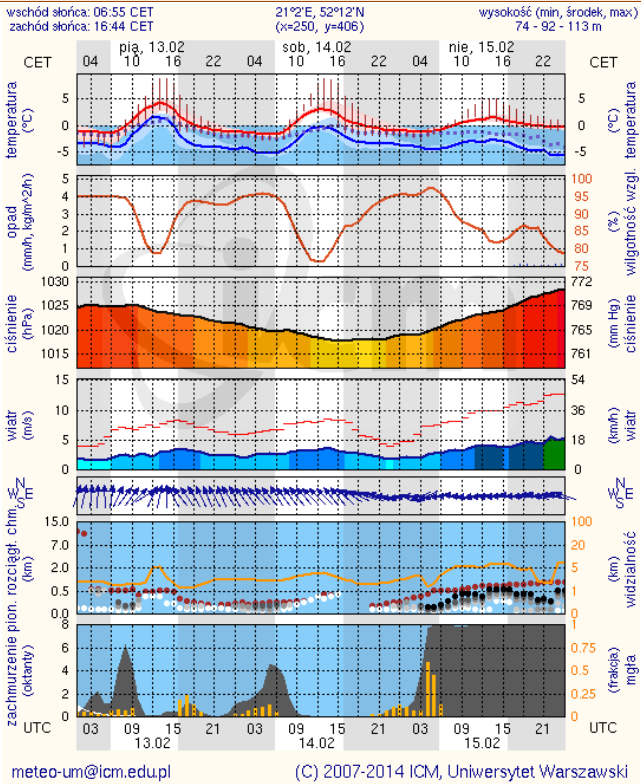 wschód słońca: 06:55 CET 21°2'E, 52°12'N wysokość (min, środek, max)
zachód słońca: 16:44 CET (x=250, y=406) 74 - 92 - 113 m
pią, 13.02 sob, 14.02 nie, 15.02
CET 04 10 16 22 04 10 16 22 04 10 16 22 CET
temperatura (°C) 5 0 -5 5 0 -5 (°C) temperatura
opad (mm/h, kg/m^2/h) 5 4 3 2 1 0 100 95 90 85 80 75 (%) wilgotność wzgl.
ciśnienie (hPa) 1030 1025 1020 1015 772 769 765 761 (mm Hg) ciśnienie
wiatr (m/s) 15 10 5 0 54 36 18 0 (km/h) wiatr
N W E S N W E S
pion. rozciągł. chm. (km) 15.0 7.0 2.0 0.5 0.0 100 20 5 1 0 (km) widzialność
zachmurzenie (oktanty) 8 6 4 2 0 1 0.75 0.5 0.25 0 (frakcja) mgła
UTC 03 09 15 21 03 09 15 21 03 09 15 21 UTC
13.02 14.02 15.02
meteo-um@icm.edu.pl (C) 2007-2014 ICM, Uniwersytet Warszawski